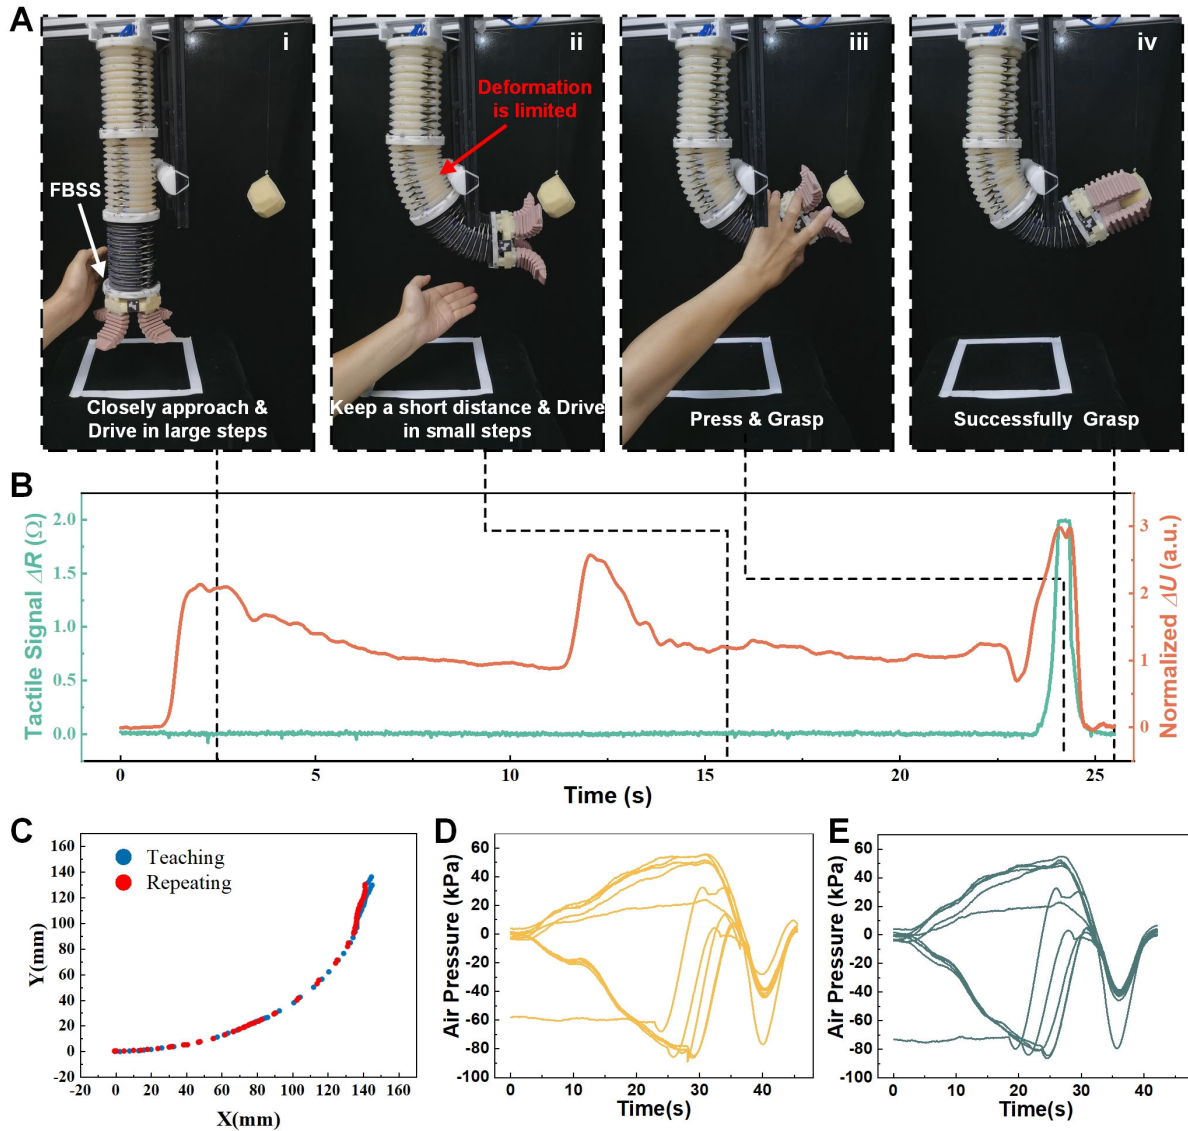 A
i
ii
iii
iv
Deformation
is limited
FBSS
Closely approach &
Drive in large steps
Keep a short distance & Drive
in small steps
Press & Grasp
Successfully Grasp
B
Tactile Signal ΔR (Ω)
2.0
1.5
1.0
0.5
0.0
Normalized ΔU (a.u.)
3
2
1
0
0
5
10
15
20
25
Time (s)
C
Teaching
Repeating
Y(mm)
160
140
120
100
80
60
40
20
0
-20
-20
0
20
40
60
80
100
120
140
160
X(mm)
D
Air Pressure (kPa)
60
40
20
0
-20
-40
-60
-80
-100
0
10
20
30
40
Time(s)
E
Air Pressure (kPa)
60
40
20
0
-20
-40
-60
-80
-100
0
10
20
30
40
Time(s)